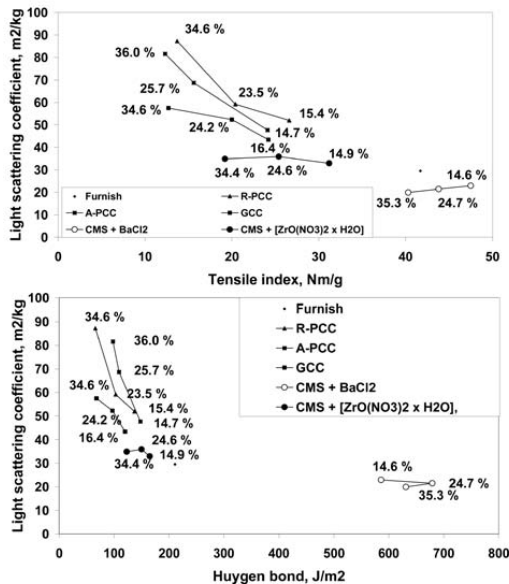 Light scattering coefficient, m2/kg
100
90
80
70
60
50
40
30
20
10
0
34.6 %
36.0 %
25.7 %
23.5 %
34.6 %
15.4 %
24.2 %
14.7 %
16.4 %
14.9 %
34.4 %
24.6 %
14.6 %
35.3 %
24.7 %
Furnish
R-PCC
A-PCC
GCC
CMS + BaCl2
CMS + [ZrO(NO3)2 x H2O]
0 10 20 30 40 50
Tensile index, Nm/g
Light scattering coefficient, m2/kg
100
90
80
70
60
50
40
30
20
10
0
34.6 %
36.0 %
25.7 %
34.6 %
23.5 %
15.4 %
24.2 %
14.7 %
16.4 %
24.6 %
14.9 %
34.4 %
14.6 %
24.7 %
35.3 %
Furnish
R-PCC
A-PCC
GCC
CMS + BaCl2
CMS + [ZrO(NO3)2 x H2O],
0 100 200 300 400 500 600 700 800
Huygen bond, J/m2